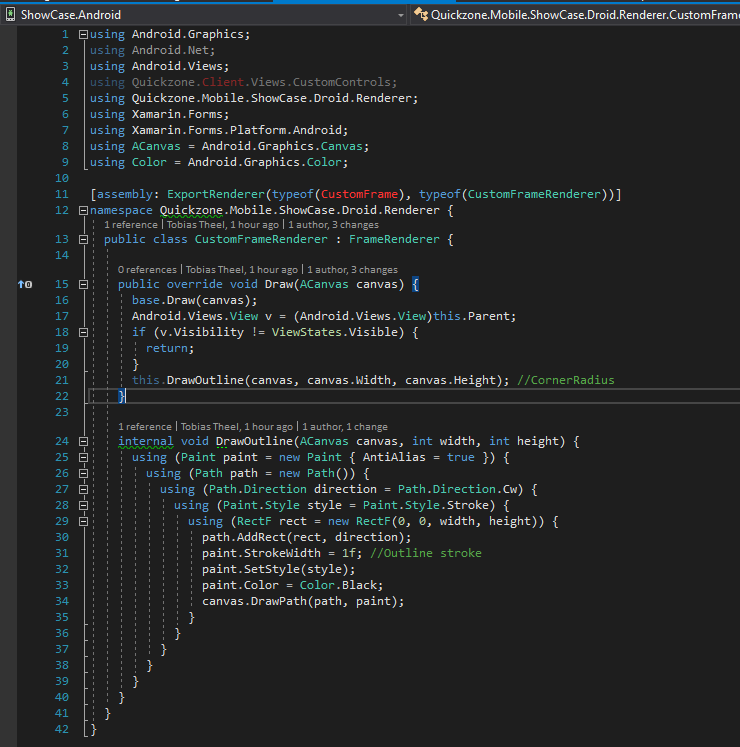 ShowCase.Android
Quickzone.Mobile.ShowCase.Droid.Renderer.CustomFrame
1 using Android.Graphics;
2 using Android.Net;
3 using Android.Views;
4 using Quickzone.Client.Views.CustomControls;
5 using Quickzone.Mobile.ShowCase.Droid.Renderer;
6 using Xamarin.Forms;
7 using Xamarin.Forms.Platform.Android;
8 using ACanvas = Android.Graphics.Canvas;
9 using Color = Android.Graphics.Color;
10
11 [assembly: ExportRenderer(typeof(CustomFrame), typeof(CustomFrameRenderer))]
12 namespace Quickzone.Mobile.ShowCase.Droid.Renderer {
1 reference | Tobias Theel, 1 hour ago | 1 author, 3 changes
13 public class CustomFrameRenderer : FrameRenderer {
14
0 references | Tobias Theel, 1 hour ago | 1 author, 3 changes
15 public override void Draw(ACanvas canvas) {
16 base.Draw(canvas);
17 Android.Views.View v = (Android.Views.View)this.Parent;
18 if (v.Visibility != ViewStates.Visible) {
19 return;
20 }
21 this.DrawOutline(canvas, canvas.Width, canvas.Height); //CornerRadius
22 }
23
1 reference | Tobias Theel, 1 hour ago | 1 author, 1 change
24 internal void DrawOutline(ACanvas canvas, int width, int height) {
25 using (Paint paint = new Paint { AntiAlias = true }) {
26 using (Path path = new Path()) {
27 using (Path.Direction direction = Path.Direction.Cw) {
28 using (Paint.Style style = Paint.Style.Stroke) {
29 using (RectF rect = new RectF(0, 0, width, height)) {
30 path.AddRect(rect, direction);
31 paint.StrokeWidth = 1f; //Outline stroke
32 paint.SetStyle(style);
33 paint.Color = Color.Black;
34 canvas.DrawPath(path, paint);
35 }
36 }
37 }
38 }
39 }
40 }
41 }
42 }